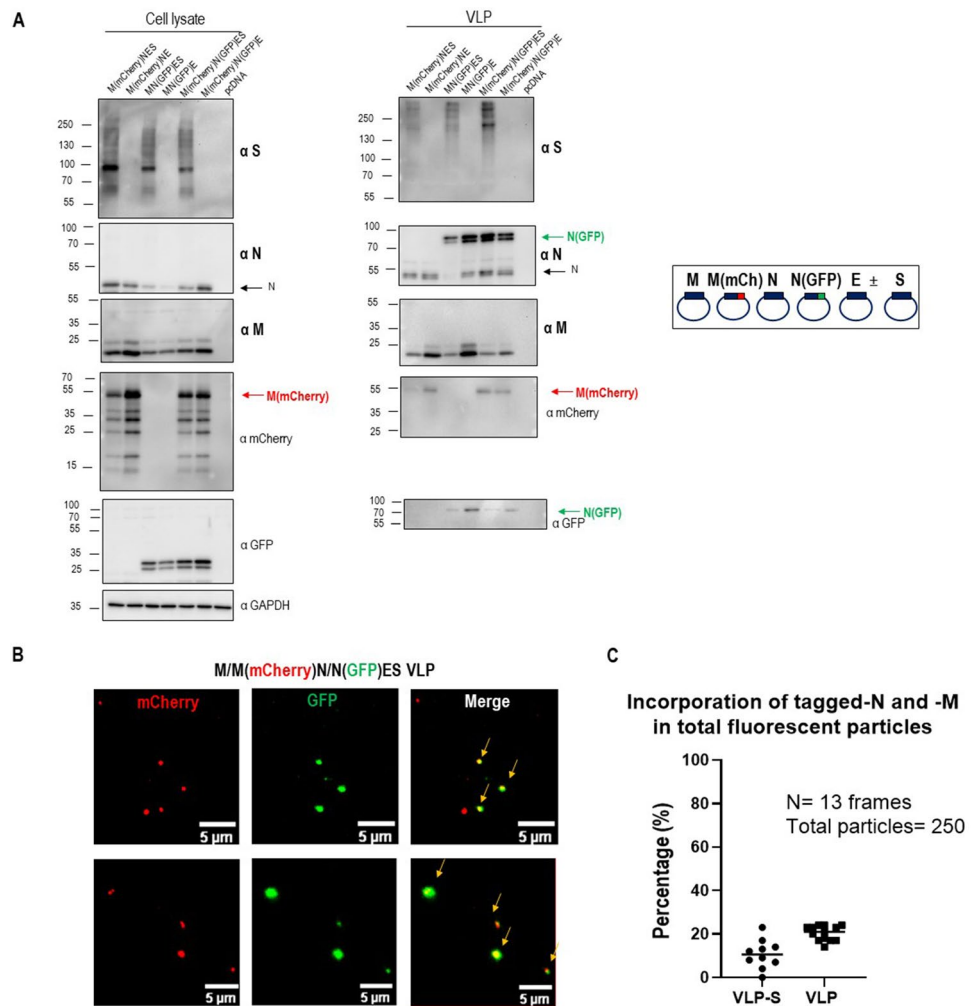 A
Cell lysate
M(mCherry)NES
M(mCherry)NE
MN(GFP)ES
MN(GFP)E
M(mCherry)N(GFP)ES
M(mCherry)N(GFP)E
pcDNA
250
130
100
70
55
α S
100
70
55
α N
N
35
25
α M
70
55
35
25
15
M(mCherry)
α mCherry
100
70
55
35
25
α GFP
35
α GAPDH
VLP
M(mCherry)NES
M(mCherry)NE
MN(GFP)ES
MN(GFP)E
M(mCherry)N(GFP)ES
M(mCherry)N(GFP)E
pcDNA
250
130
100
70
55
α S
100
70
55
N(GFP)
α N
N
35
25
α M
55
35
25
M(mCherry)
α mCherry
100
70
55
N(GFP)
α GFP
M M(mCh) N N(GFP) E ± S
B
M/M(mCherry)N/N(GFP)ES VLP
mCherry GFP Merge
5 μm 5 μm 5 μm
5 μm 5 μm 5 μm
C
Incorporation of tagged-N and -M
in total fluorescent particles
Percentage (%)
100
80
60
40
20
0
N= 13 frames
Total particles= 250
VLP-S VLP